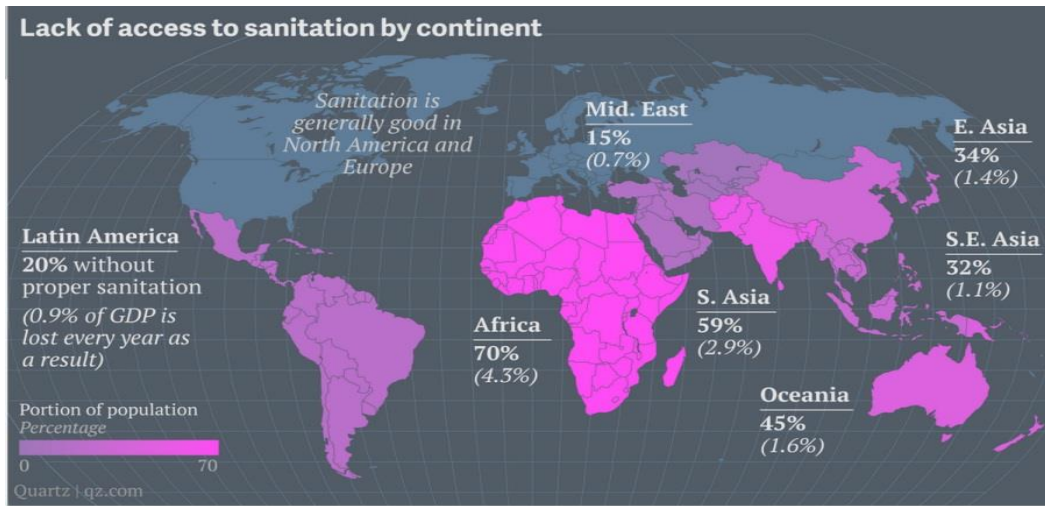 Lack of access to sanitation by continent
Sanitation is
generally good in
North America and
Europe
Mid. East
15%
(0.7%)
E. Asia
34%
(1.4%)
Latin America
20% without
proper sanitation
(0.9% of GDP is
lost every year as
a result)
S.E. Asia
32%
(1.1%)
Africa
70%
(4.3%)
S. Asia
59%
(2.9%)
Oceania
45%
(1.6%)
Portion of population
Percentage
0 70
Quartz | qz.com